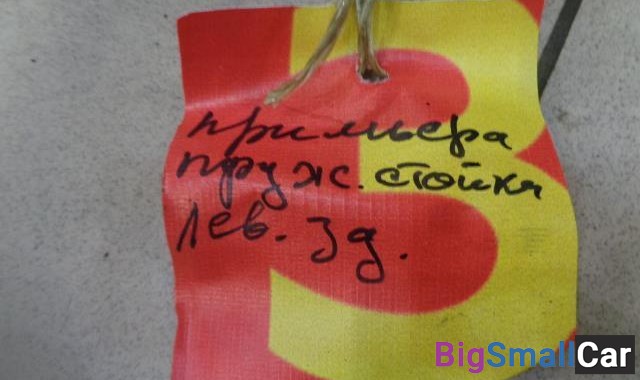 примьера
пруж. стойка
лев. зд.
BigSmallCar